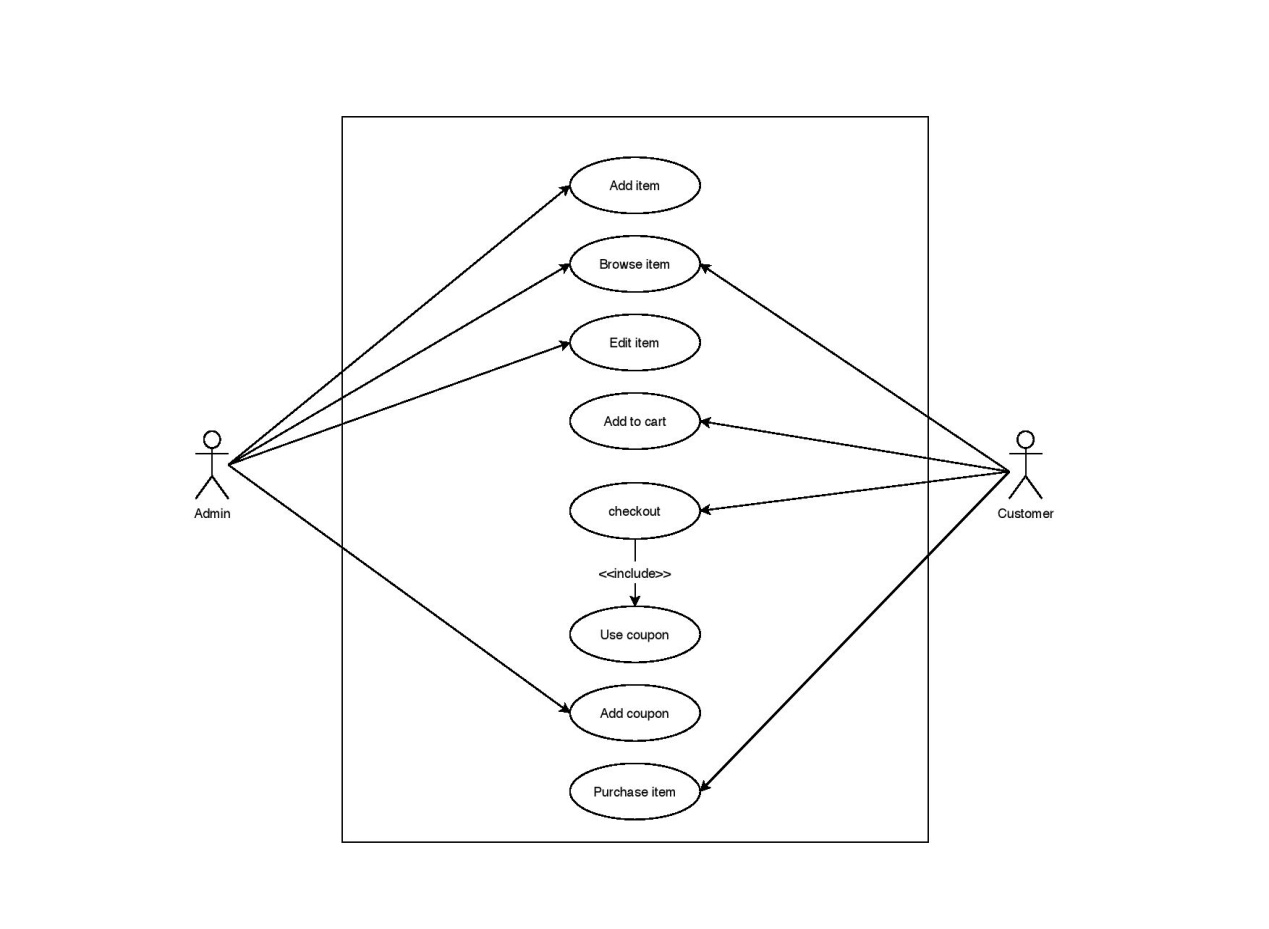 Add item
Browse item
Edit item
Add to cart
Admin
checkout
Customer
<<include>>
Use coupon
Add coupon
Purchase item